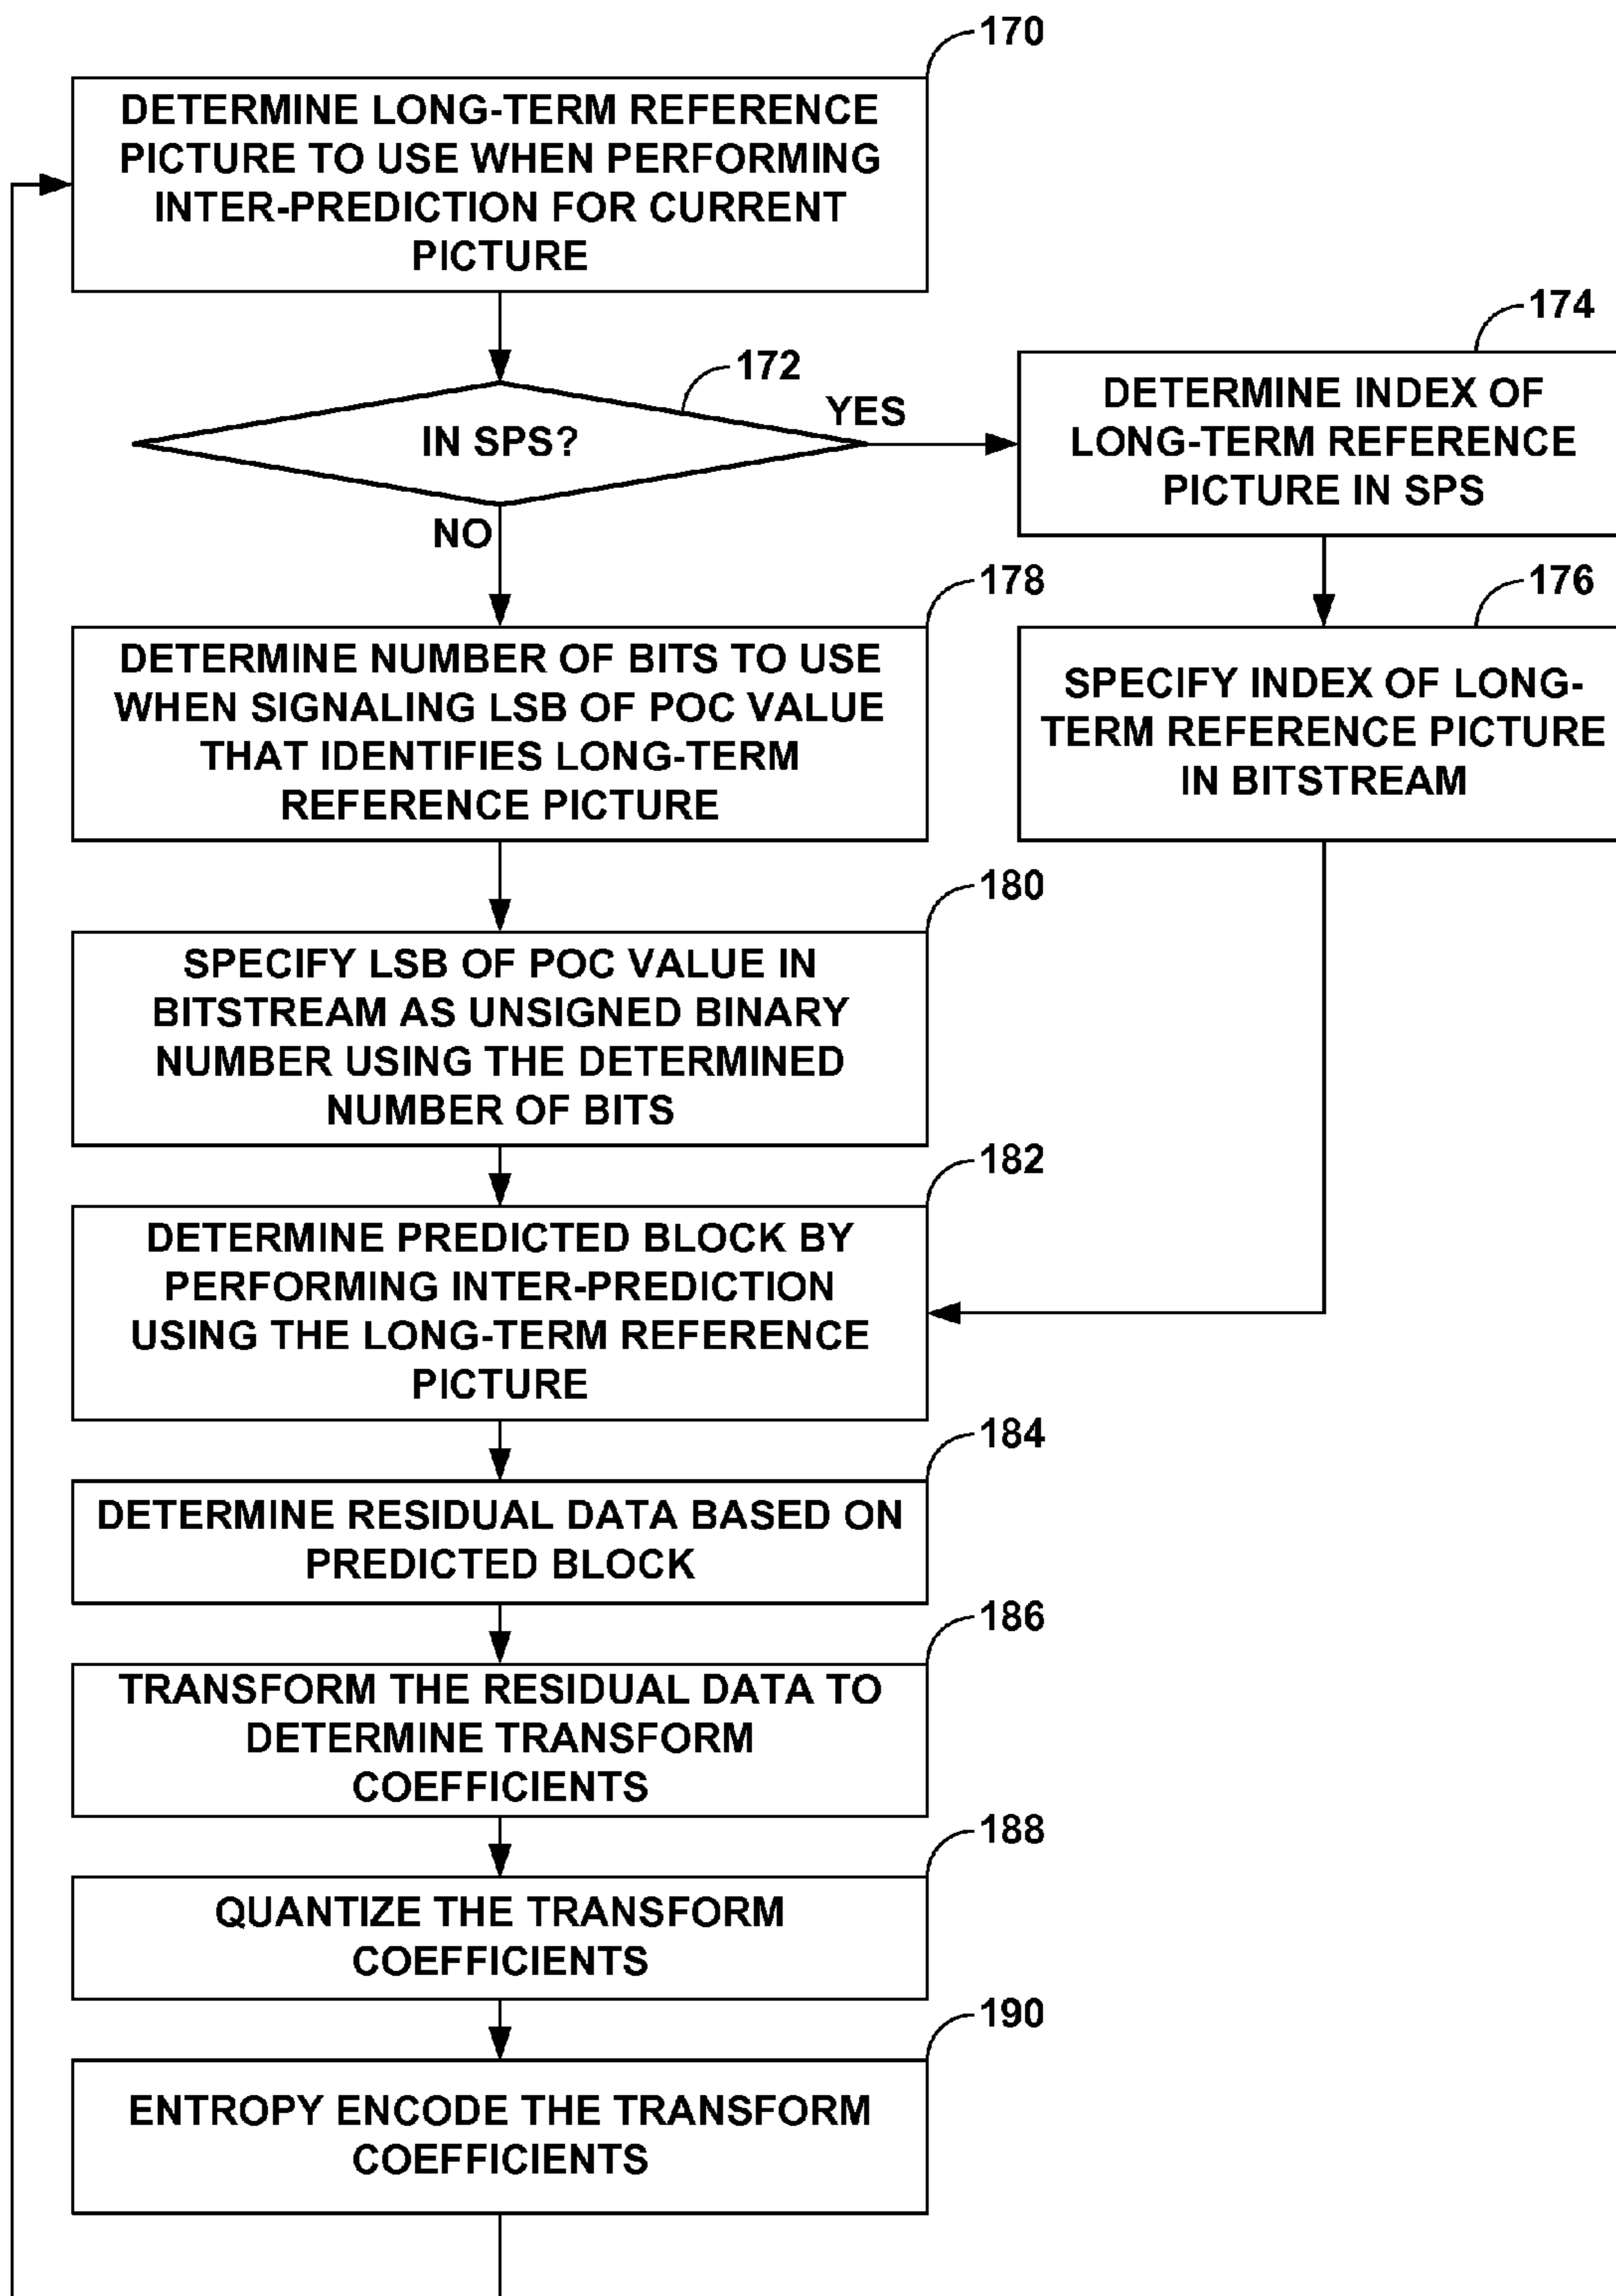 170
DETERMINE LONG-TERM REFERENCE
PICTURE TO USE WHEN PERFORMING
INTER-PREDICTION FOR CURRENT
PICTURE
172
IN SPS?
YES
NO
174
DETERMINE INDEX OF
LONG-TERM REFERENCE
PICTURE IN SPS
176
SPECIFY INDEX OF LONG-
TERM REFERENCE PICTURE
IN BITSTREAM
178
DETERMINE NUMBER OF BITS TO USE
WHEN SIGNALING LSB OF POC VALUE
THAT IDENTIFIES LONG-TERM
REFERENCE PICTURE
180
SPECIFY LSB OF POC VALUE IN
BITSTREAM AS UNSIGNED BINARY
NUMBER USING THE DETERMINED
NUMBER OF BITS
182
DETERMINE PREDICTED BLOCK BY
PERFORMING INTER-PREDICTION
USING THE LONG-TERM REFERENCE
PICTURE
184
DETERMINE RESIDUAL DATA BASED ON
PREDICTED BLOCK
186
TRANSFORM THE RESIDUAL DATA TO
DETERMINE TRANSFORM
COEFFICIENTS
188
QUANTIZE THE TRANSFORM
COEFFICIENTS
190
ENTROPY ENCODE THE TRANSFORM
COEFFICIENTS